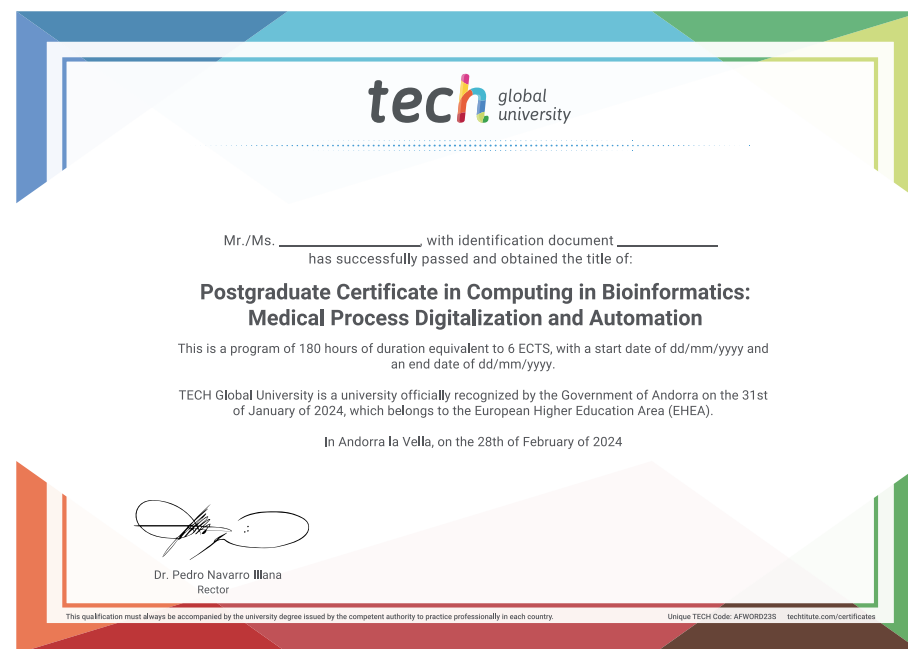 tech global university
Mr./Ms. ____________________, with identification document ______________
has successfully passed and obtained the title of:
Postgraduate Certificate in Computing in Bioinformatics:
Medical Process Digitalization and Automation
This is a program of 180 hours of duration equivalent to 6 ECTS, with a start date of dd/mm/yyyy and
an end date of dd/mm/yyyy.
TECH Global University is a university officially recognized by the Government of Andorra on the 31st
of January of 2024, which belongs to the European Higher Education Area (EHEA).
In Andorra la Vella, on the 28th of February of 2024
Dr. Pedro Navarro Illana
Rector
This qualification must always be accompanied by the university degree issued by the competent authority to practice professionally in each country.
Unique TECH Code: AFWORD23S techtitute.com/certificates